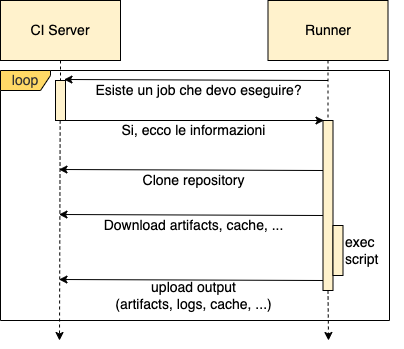 CI Server
Runner
loop
Esiste un job che devo eseguire?
Si, ecco le informazioni
Clone repository
Download artifacts, cache, ...
exec
script
upload output
(artifacts, logs, cache, ...)